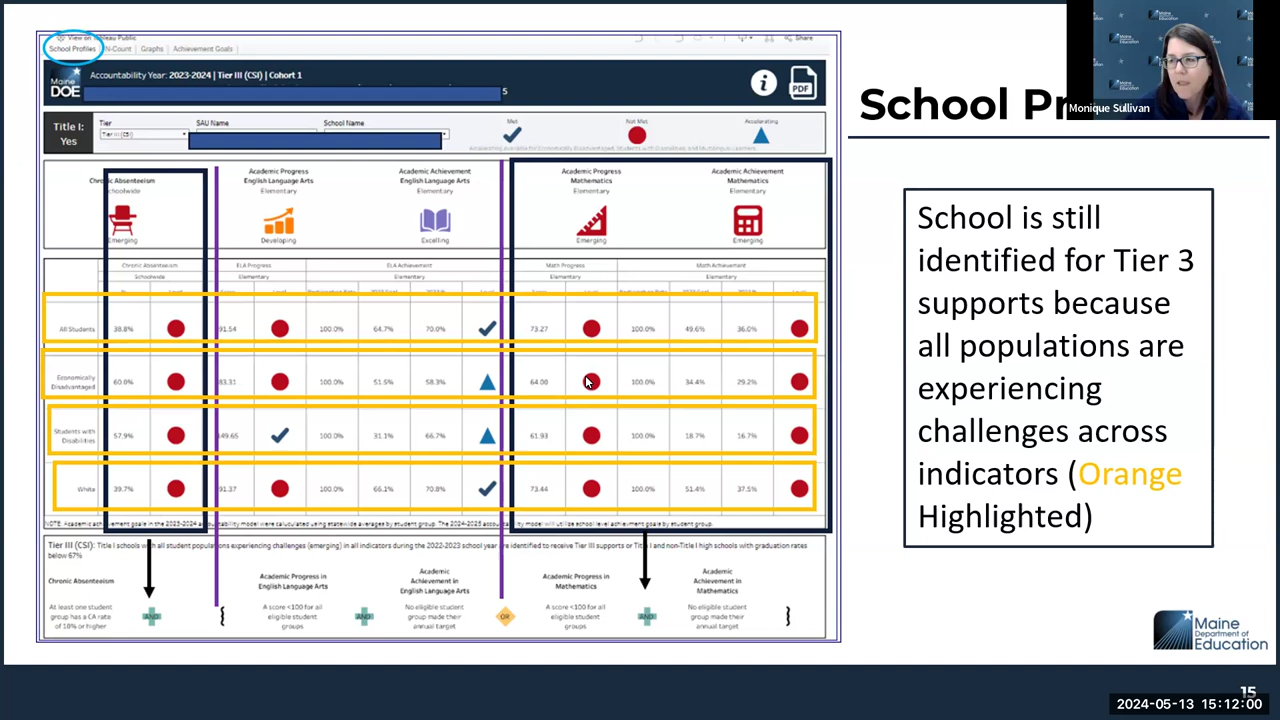 View on Tableau Public
School Profiles N-Count Graphs Achievement Goals Share
Maine DOE
Accountability Year: 2023-2024 | Tier III (CSI) | Cohort 1
5
PDF
Title I: Yes
Tier SAU Name School Name
Tier III (CSI)
Met Not Met Accelerating
Chronic Absenteeism
Schoolwide
Emerging
Academic Progress
English Language Arts
Elementary
Developing
Academic Achievement
English Language Arts
Elementary
Excelling
Academic Progress
Mathematics
Elementary
Emerging
Academic Achievement
Mathematics
Elementary
Emerging
Chronic Absenteeism ELA Progress ELA Achievement Math Progress Math Achievement
Schoolwide Elementary Elementary Elementary Elementary
All Students 38.8% 91.54 100.0% 64.7% 70.0% 73.27 100.0% 49.6% 36.0%
Economically Disadvantaged 60.0% 83.31 100.0% 51.5% 58.3% 64.00 100.0% 34.4% 29.2%
Students with Disabilities 57.9% 149.65 100.0% 31.1% 66.7% 61.93 100.0% 18.7% 16.7%
White 39.7% 91.37 100.0% 66.1% 70.8% 73.44 100.0% 51.4% 37.5%
NOTE: Academic achievement goals in the 2023-2024 accountability model were calculated using statewide averages by student group. The 2024-2025 accountability model will utilize school level achievement goals by student group.
Tier III (CSI): Title I schools with all student populations experiencing challenges (emerging) in all indicators during the 2022-2023 school year are identified to receive Tier III supports or Title I and non-Title I high schools with graduation rates
below 67%
Chronic Absenteeism
At least one student
group has a CA rate
of 10% or higher
AND
Academic Progress in
English Language Arts
A score <100 for all
eligible student
groups
AND
Academic
Achievement in
English Language Arts
No eligible student
group made their
annual target
OR
Academic Progress in
Mathematics
A score <100 for all
eligible student
groups
AND
Academic
Achievement in
Mathematics
No eligible student
group made their
annual target
School Pr
Maine
Department of
Education
Monique Sullivan
School is still
identified for Tier 3
supports because
all populations are
experiencing
challenges across
indicators (Orange
Highlighted)
Maine
Department of
Education
15
2024-05-13 15:12:00